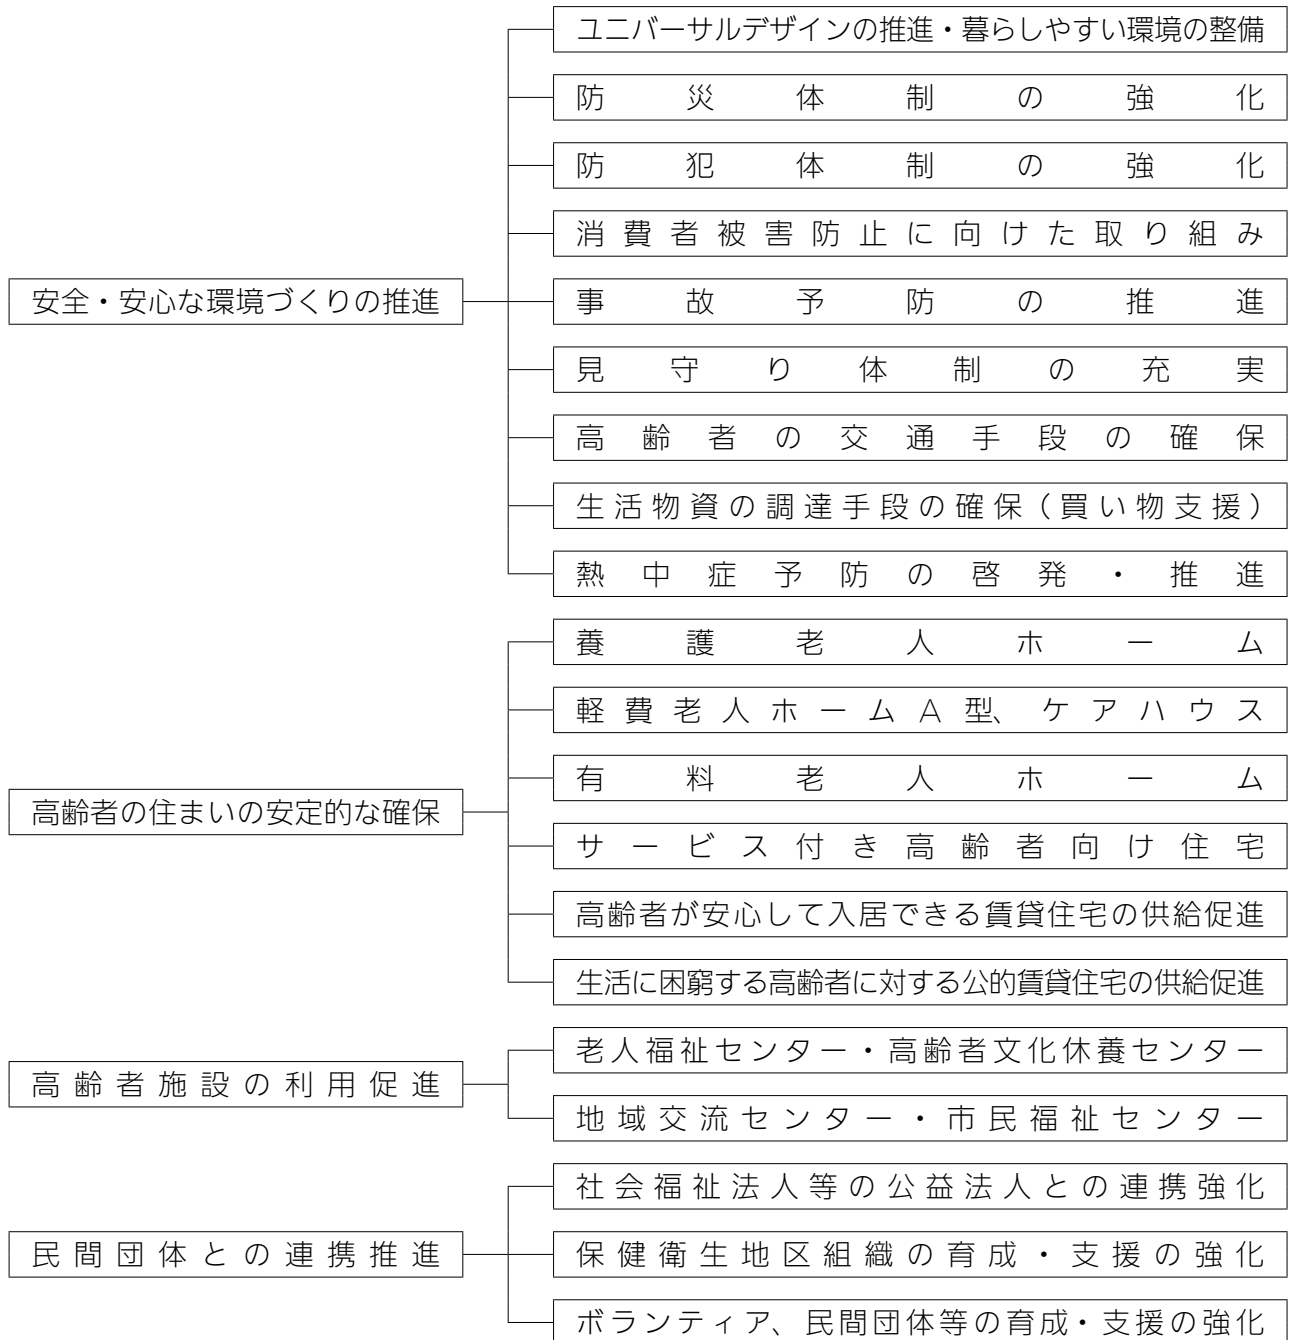 安全・安心な環境づくりの推進
ユニバーサルデザインの推進・暮らしやすい環境の整備
防災体制の強化
防犯体制の強化
消費者被害防止に向けた取り組み
事故予防の推進
見守り体制の充実
高齢者の交通手段の確保
生活物資の調達手段の確保(買い物支援)
熱中症予防の啓発・推進
高齢者の住まいの安定的な確保
養護老人ホーム
軽費老人ホームA型、ケアハウス
有料老人ホーム
サービス付き高齢者向け住宅
高齢者が安心して入居できる賃貸住宅の供給促進
生活に困窮する高齢者に対する公的賃貸住宅の供給促進
高齢者施設の利用促進
老人福祉センター・高齢者文化休養センター
地域交流センター・市民福祉センター
民間団体との連携推進
社会福祉法人等の公益法人との連携強化
保健衛生地区組織の育成・支援の強化
ボランティア、民間団体等の育成・支援の強化